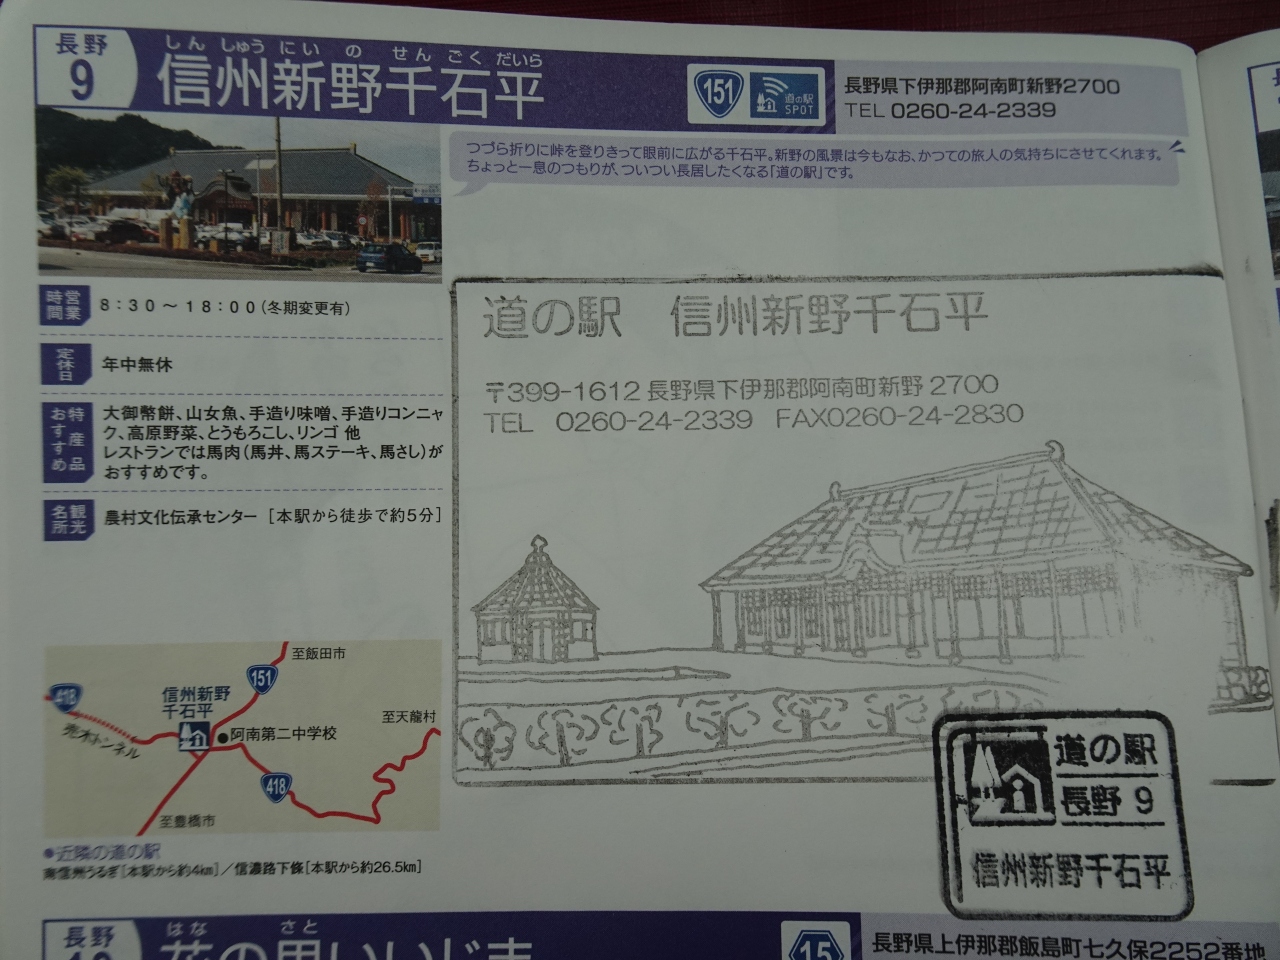 長野
9
しん しゅう にい の せん ごく だいら
信州新野千石平
151
道の駅
SPOT
長野県下伊那郡阿南町新野2700
TEL 0260-24-2339
つづら折りに峠を登りきって眼前に広がる千石平。新野の風景は今もなお、かつての旅人の気持ちにさせてくれます。
ちょっと一息のつもりが、ついつい長居したくなる「道の駅」です。
営業時間
8：30～18：00(冬期変更有)
定休日
年中無休
特産品おすすめ
大御幣餅、山女魚、手造り味噌、手造りコンニャ
ク、高原野菜、とうもろこし、リンゴ 他
レストランでは馬肉(馬丼、馬ステーキ、馬さし)が
おすすめです。
観光名所
農村文化伝承センター [本駅から徒歩で約5分]
道の駅 信州新野千石平
〒399-1612 長野県下伊那郡阿南町新野 2700
TEL 0260-24-2339 FAX0260-24-2830
至飯田市
418
151
信州新野
千石平
至天龍村
売木トンネル
阿南第二中学校
418
至豊橋市
●近隣の道の駅
南信州うるぎ[本駅から約4km]／信濃路下條[本駅から約26.5km]
道の駅
長野 9
信州新野千石平
長野
10
はな さと
花の里いいじま
15
長野県上伊那郡飯島町七久保2252番地